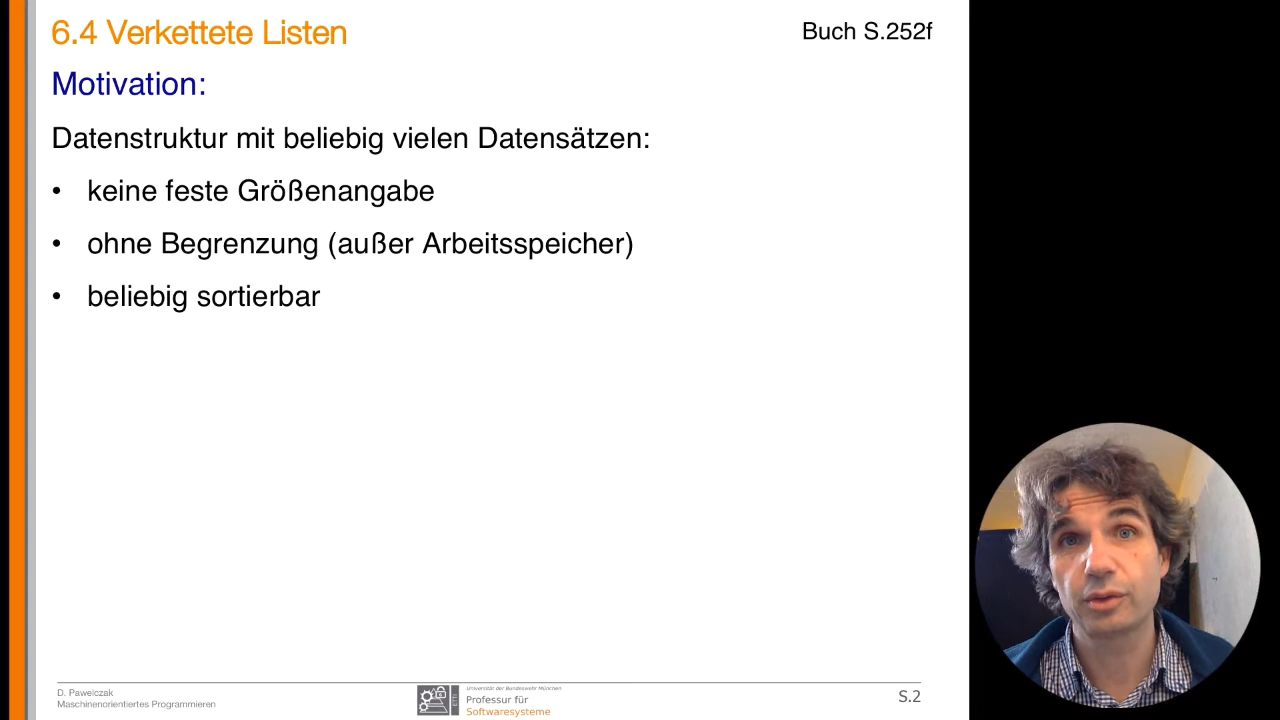 6.4 Verkettete Listen
Buch S.252f
Motivation:
Datenstruktur mit beliebig vielen Datensätzen:
• keine feste Größenangabe
• ohne Begrenzung (außer Arbeitsspeicher)
• beliebig sortierbar
D. Pawelczak
Maschinenorientiertes Programmieren
ETTI
Universität der Bundeswehr München
Professur für
Softwaresysteme
S.2